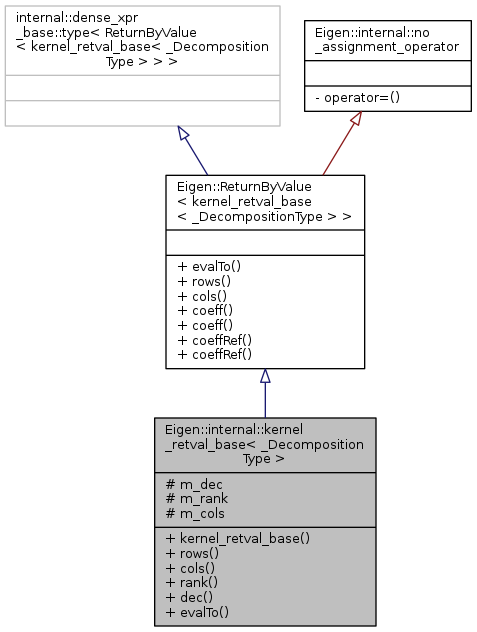 internal::dense_xpr
_base::type< ReturnByValue
< kernel_retval_base< _Decomposition
Type > > >
Eigen::internal::no
_assignment_operator
- operator=()
Eigen::ReturnByValue
< kernel_retval_base
< _DecompositionType > >
+ evalTo()
+ rows()
+ cols()
+ coeff()
+ coeff()
+ coeffRef()
+ coeffRef()
Eigen::internal::kernel
_retval_base< _Decomposition
Type >
# m_dec
# m_rank
# m_cols
+ kernel_retval_base()
+ rows()
+ cols()
+ rank()
+ dec()
+ evalTo()